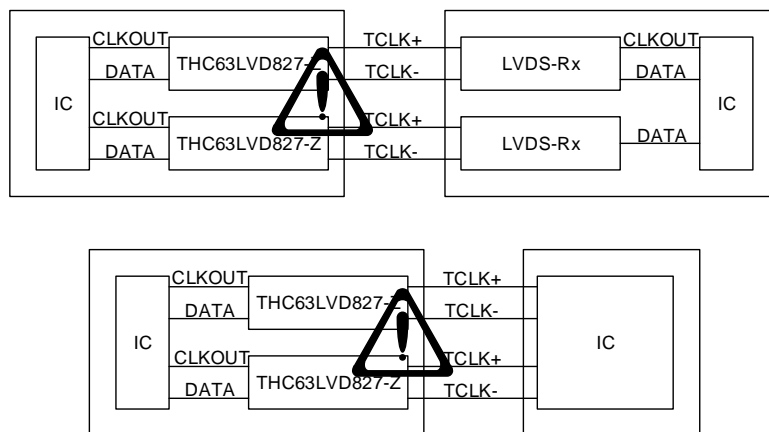 CLKOUT THC63LVD827-Z TCLK+ LVDS-Rx CLKOUT
DATA TCLK- DATA
IC IC
CLKOUT THC63LVD827-Z TCLK+ LVDS-Rx DATA
DATA TCLK-
CLKOUT THC63LVD827-Z TCLK+
DATA TCLK-
IC IC
CLKOUT THC63LVD827-Z TCLK+
DATA TCLK-